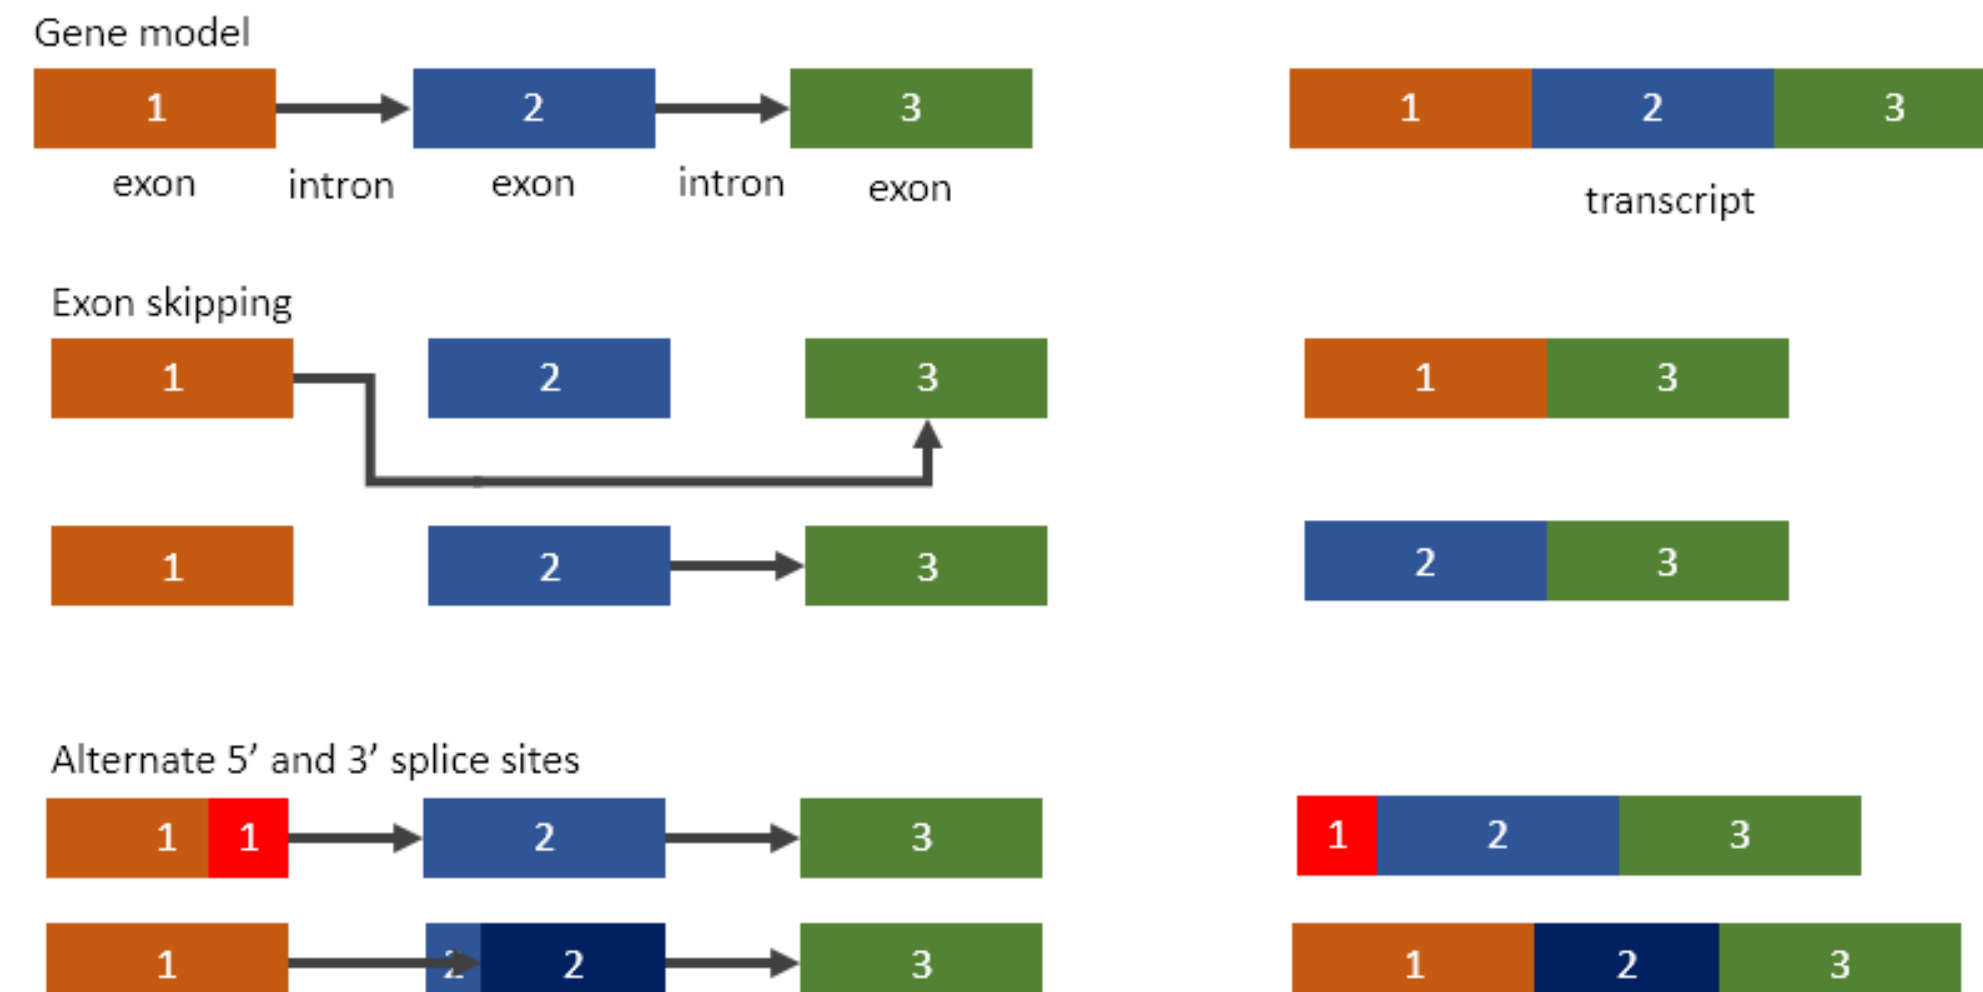 Gene model
1 2 3 1 2 3
exon intron exon intron exon
transcript
Exon skipping
1 2 3 1 3
1 2 3 2 3
Alternate 5’ and 3’ splice sites
1 1 2 3 1 2 3
1 2 2 3 1 2 3